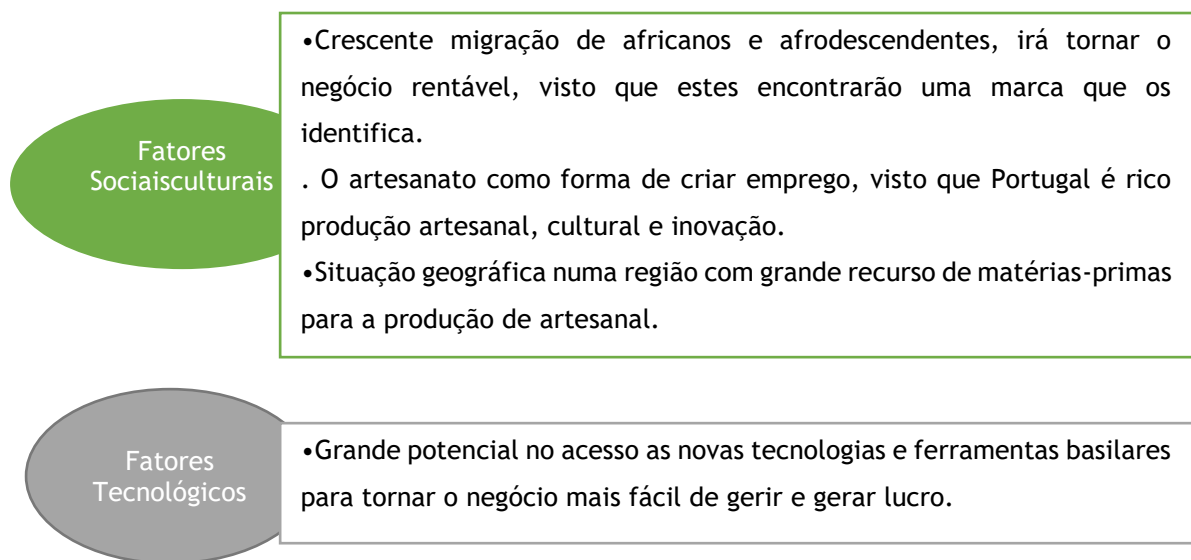 •Crescente migração de africanos e afrodescendentes, irá tornar o
negócio rentável, visto que estes encontrarão uma marca que os
identifica.
Fatores
Sociaisculturais
. O artesanato como forma de criar emprego, visto que Portugal é rico
produção artesanal, cultural e inovação.
•Situação geográfica numa região com grande recurso de matérias-primas
para a produção de artesanal.
Fatores
Tecnológicos
•Grande potencial no acesso as novas tecnologias e ferramentas basilares
para tornar o negócio mais fácil de gerir e gerar lucro.